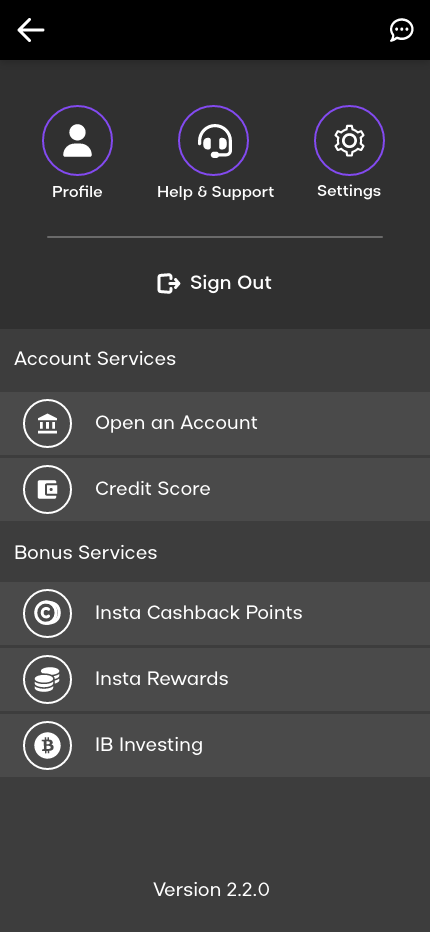 Profile
Help & Support
Settings
Sign Out
Account Services
Open an Account
Credit Score
Bonus Services
Insta Cashback Points
Insta Rewards
IB Investing
Version 2.2.0